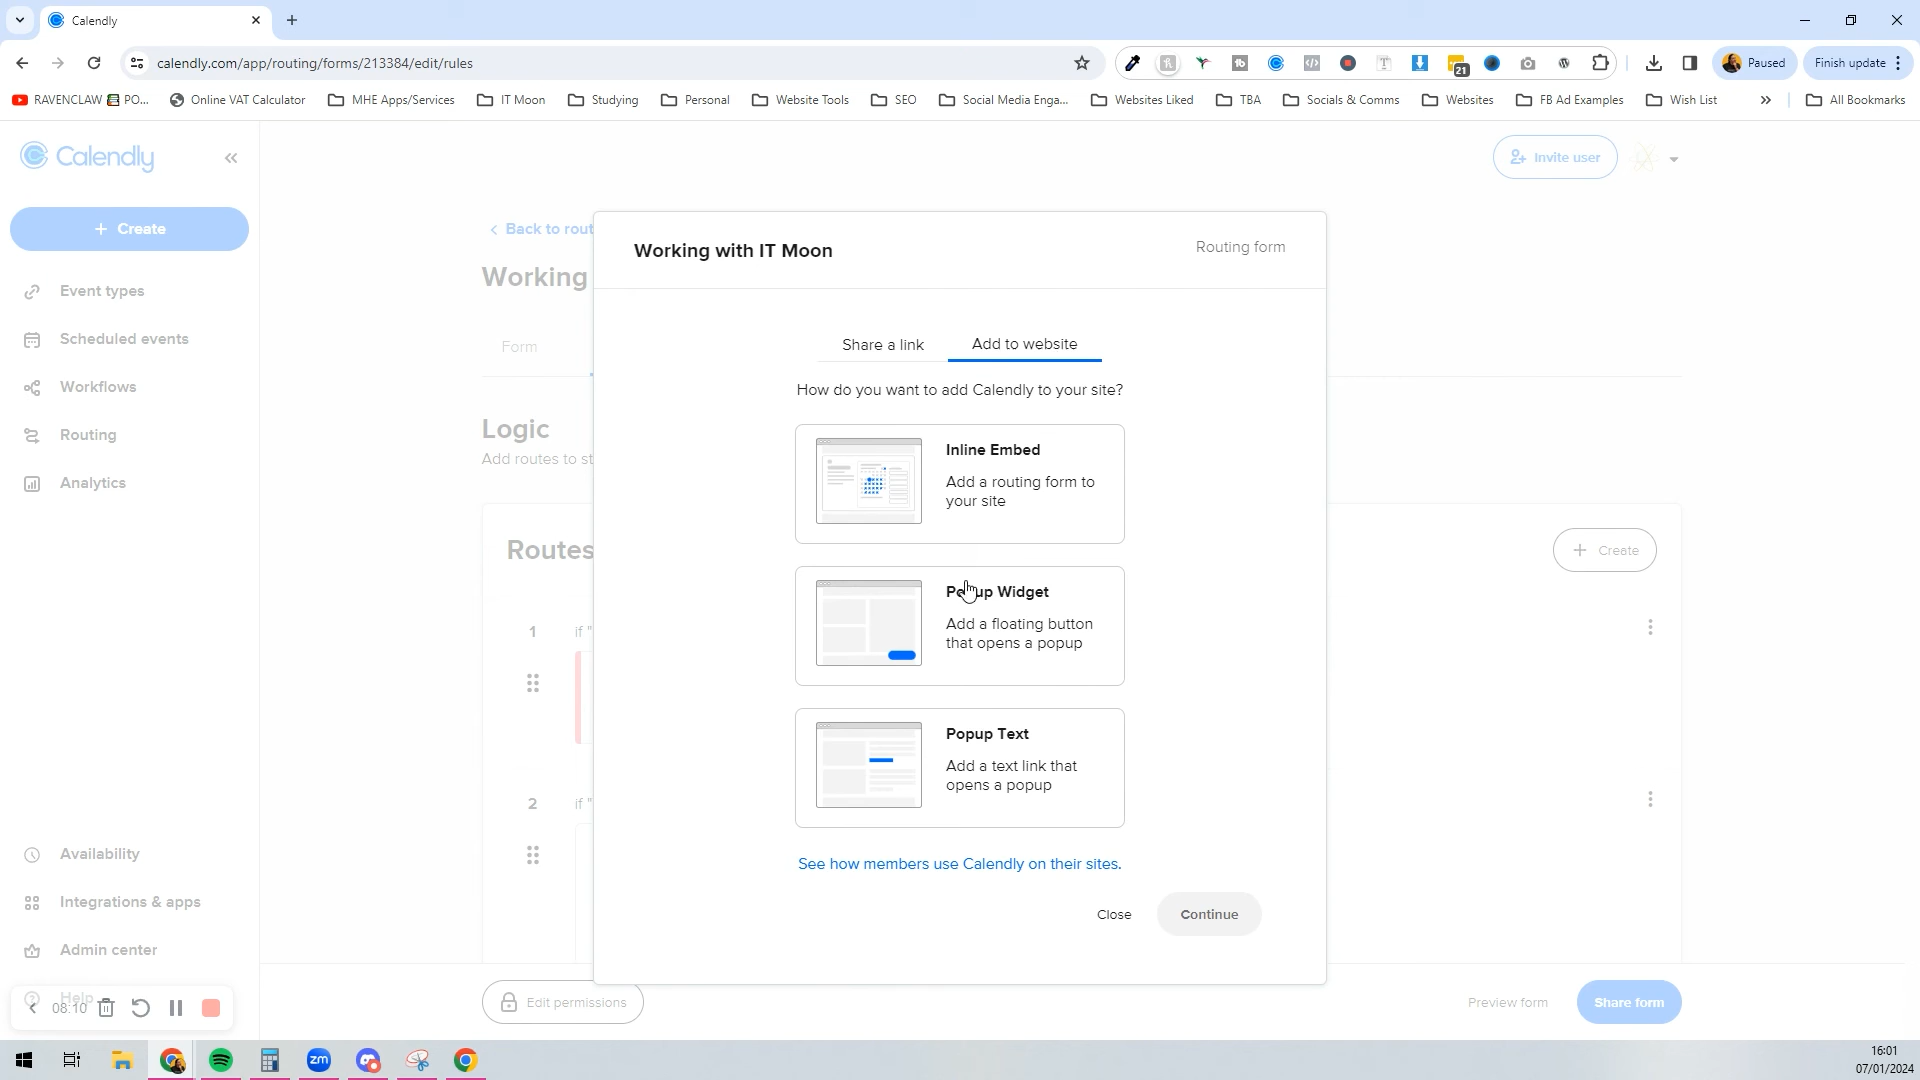 Calendly
calendly.com/app/routing/forms/213384/edit/rules
21
Paused
Finish update
RAVENCLAW
PO...
Online VAT Calculator
MHE Apps/Services
IT Moon
Studying
Personal
Website Tools
SEO
Social Media Enga...
Websites Liked
TBA
Socials & Comms
Websites
FB Ad Examples
Wish List
All Bookmarks
Calendly
Invite user
+ Create
Event types
Scheduled events
Workflows
Routing
Analytics
Availability
Integrations & apps
Admin center
Help
08:10
< Back to rout
Working
Form
Logic
Add routes to st
Routes
+ Create
1
if "
2
if "
Working with IT Moon
Routing form
Share a link
Add to website
How do you want to add Calendly to your site?
Inline Embed
Add a routing form to
your site
Popup Widget
Add a floating button
that opens a popup
Popup Text
Add a text link that
opens a popup
See how members use Calendly on their sites.
Close
Continue
Edit permissions
Preview form
Share form
zm
16:01
07/01/2024